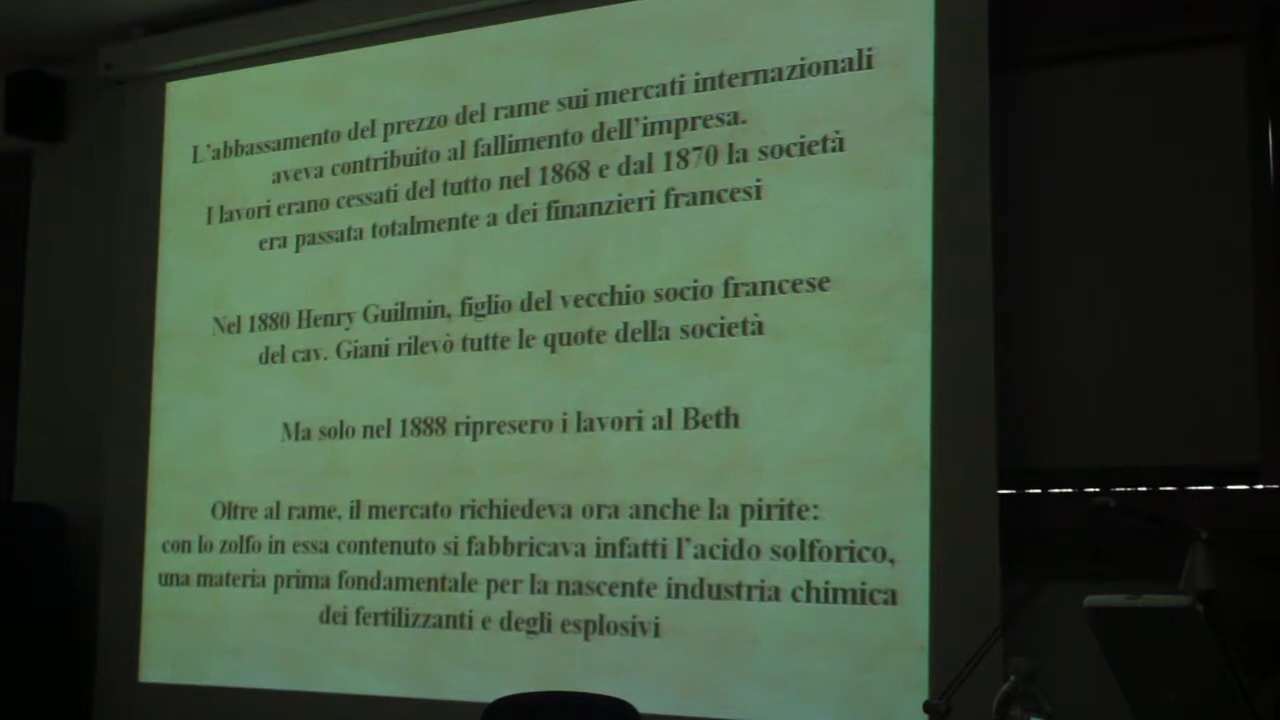 L'abbassamento del prezzo del rame sui mercati internazionali
aveva contribuito al fallimento dell'impresa.
I lavori erano cessati del tutto nel 1868 e dal 1870 la società
era passata totalmente a dei finanzieri francesi
Nel 1880 Henry Guilmin, figlio del vecchio socio francese
del cav. Giani rilevò tutte le quote della società
Ma solo nel 1888 ripresero i lavori al Beth
Oltre al rame, il mercato richiedeva ora anche la pirite:
con lo zolfo in essa contenuto si fabbricava infatti l'acido solforico,
una materia prima fondamentale per la nascente industria chimica
dei fertilizzanti e degli esplosivi